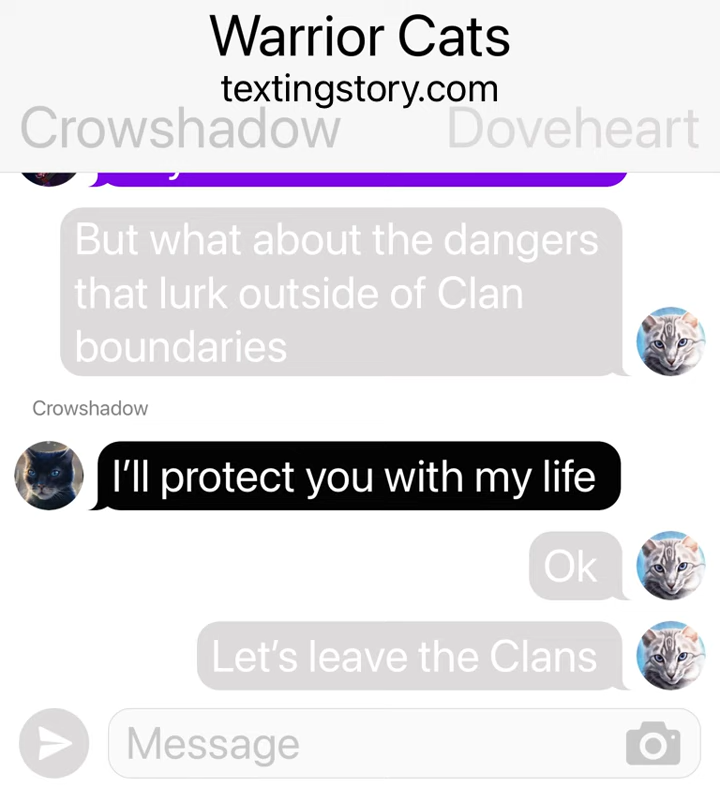 Warrior Cats
textingstory.com
Crowshadow Doveheart
But what about the dangers
that lurk outside of Clan
boundaries
Crowshadow
I’ll protect you with my life
Ok
Let’s leave the Clans
Message